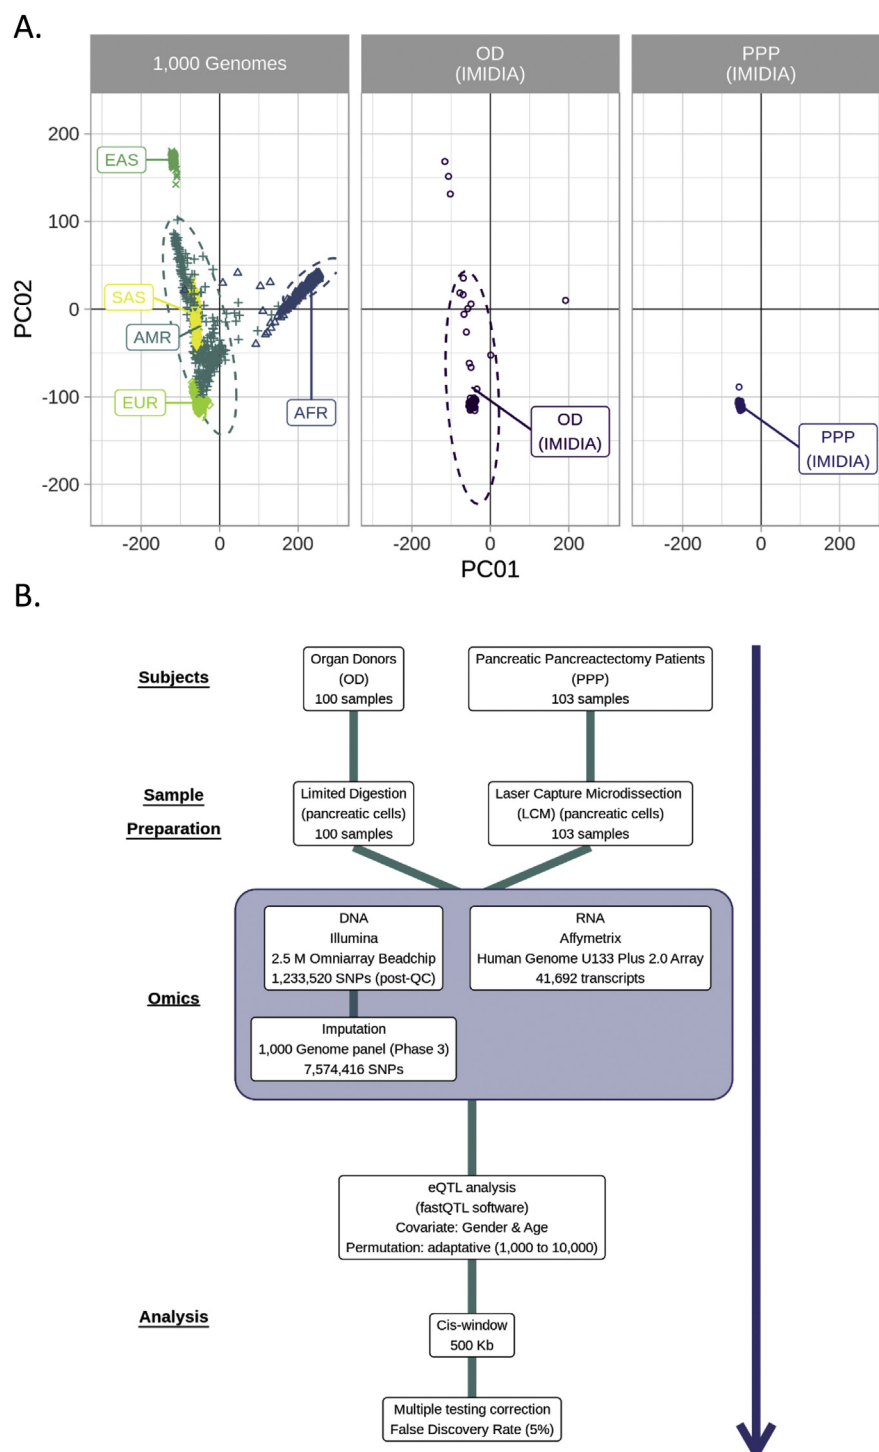 A.
1,000 Genomes
OD
(IMIDIA)
PPP
(IMIDIA)
PC02
200
100
0
-100
-200
EAS
SAS
AMR
EUR
AFR
OD
(IMIDIA)
PPP
(IMIDIA)
-200 0 200
-200 0 200
-200 0 200
PC01
B.
Subjects
Organ Donors
(OD)
100 samples
Pancreatic Pancreactectomy Patients
(PPP)
103 samples
Sample
Preparation
Limited Digestion
(pancreatic cells)
100 samples
Laser Capture Microdissection
(LCM) (pancreatic cells)
103 samples
Omics
DNA
Illumina
2.5 M Omniarray Beadchip
1,233,520 SNPs (post-QC)
RNA
Affymetrix
Human Genome U133 Plus 2.0 Array
41,692 transcripts
Imputation
1,000 Genome panel (Phase 3)
7,574,416 SNPs
Analysis
eQTL analysis
(fastQTL software)
Covariate: Gender & Age
Permutation: adaptative (1,000 to 10,000)
Cis-window
500 Kb
Multiple testing correction
False Discovery Rate (5%)